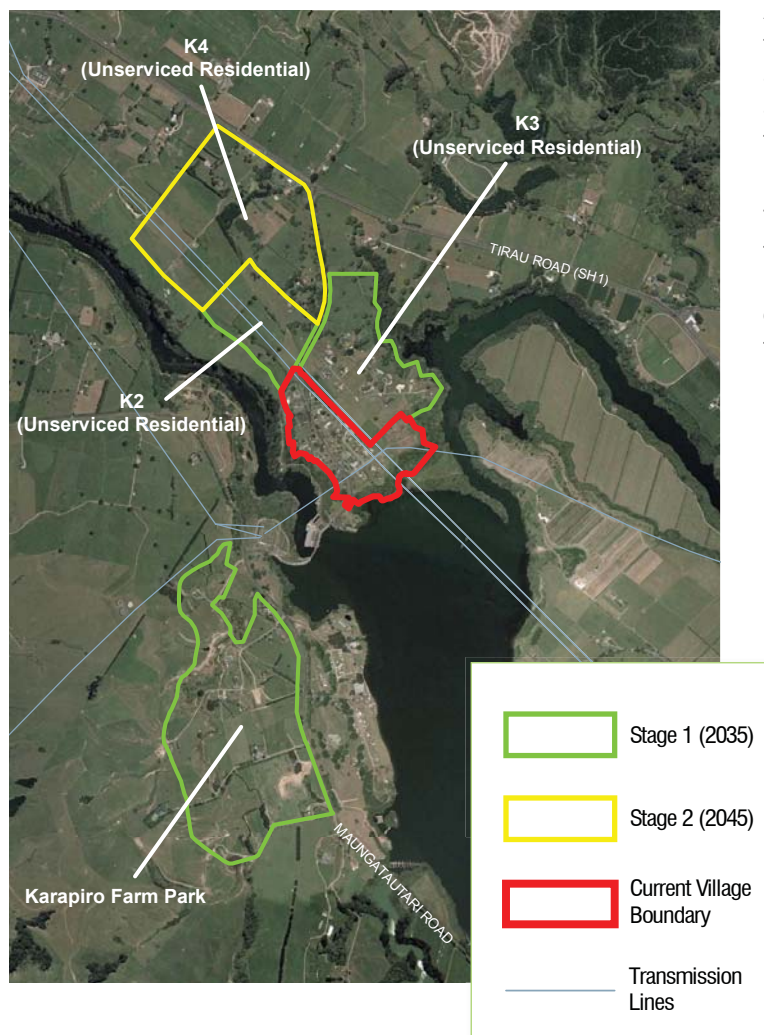 K4
(Unserviced Residential)
K3
(Unserviced Residential)
TIRAU ROAD (SH1)
K2
(Unserviced Residential)
Karapiro Farm Park
MAUNGATAUTARI ROAD
Stage 1 (2035)
Stage 2 (2045)
Current Village
Boundary
Transmission
Lines